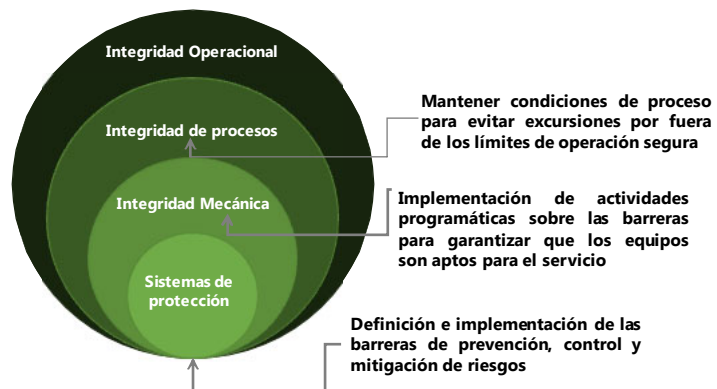 Integridad Operacional
Integridad de procesos
Mantener condiciones de proceso
para evitar excursiones por fuera
de los límites de operación segura
Integridad Mecánica
Implementación de actividades
programáticas sobre las barreras
para garantizar que los equipos
son aptos para el servicio
Sistemas de
protección
Definición e implementación de las
barreras de prevención, control y
mitigación de riesgos